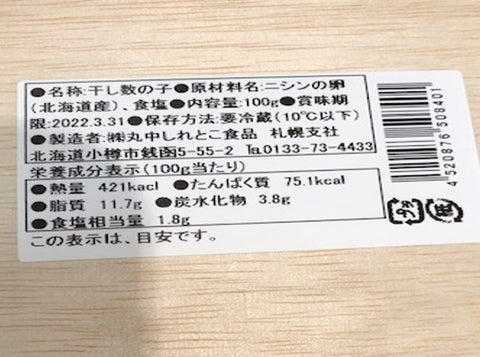 ●名称:干し数の子●原材料名:ニシンの卵
(北海道産)、食塩●内容量:100g●賞味期
限:2022.3.31●保存方法:要冷蔵(10℃以下)
●製造者:㈱丸中しれとこ食品 札幌支社
北海道小樽市銭函5-55-2 TEL0133-73-4433
栄養成分表示(100g当たり)
●熱量 421kacl ●たんぱく質 75.1kcal
●脂質 11.7g ●炭水化物 3.8g
●食塩相当量 1.8g
この表示は、目安です。
4520876508401
プラ
紙